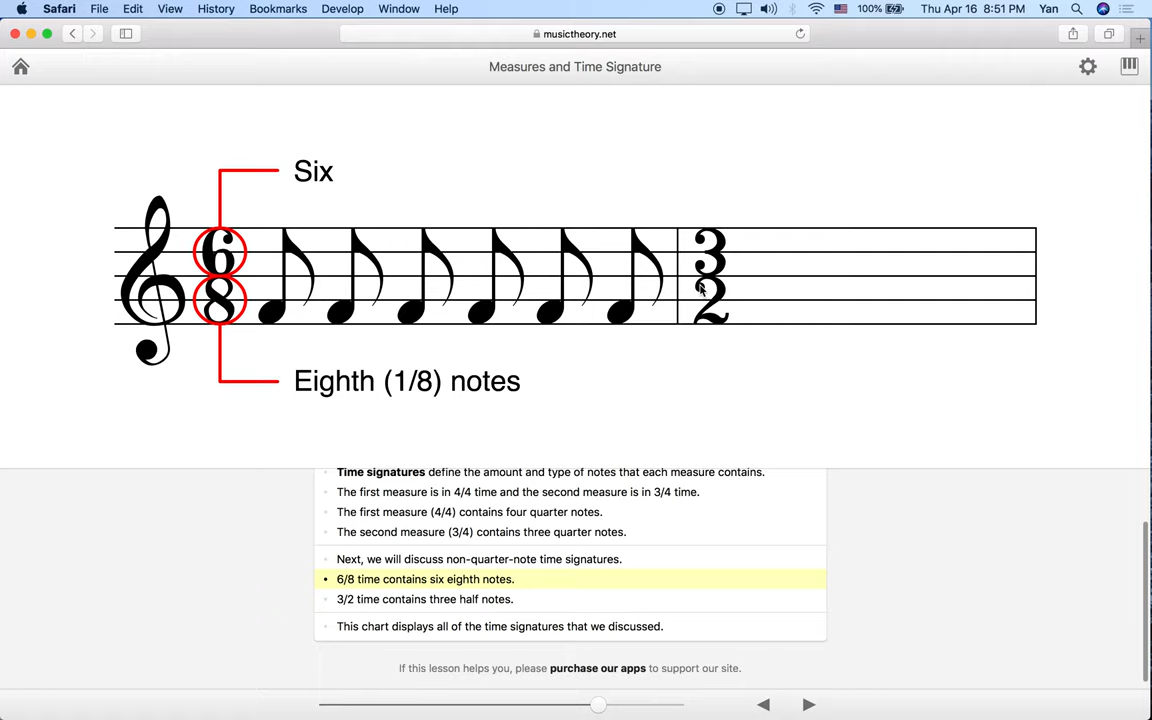 Safari File Edit View History Bookmarks Develop Window Help 100% Thu Apr 16 8:51 PM Yan
musictheory.net
Measures and Time Signature
Six
6 3
8 2
Eighth (1/8) notes
Time signatures define the amount and type of notes that each measure contains.
The first measure is in 4/4 time and the second measure is in 3/4 time.
The first measure (4/4) contains four quarter notes.
The second measure (3/4) contains three quarter notes.
Next, we will discuss non-quarter-note time signatures.
6/8 time contains six eighth notes.
3/2 time contains three half notes.
This chart displays all of the time signatures that we discussed.
If this lesson helps you, please purchase our apps to support our site.